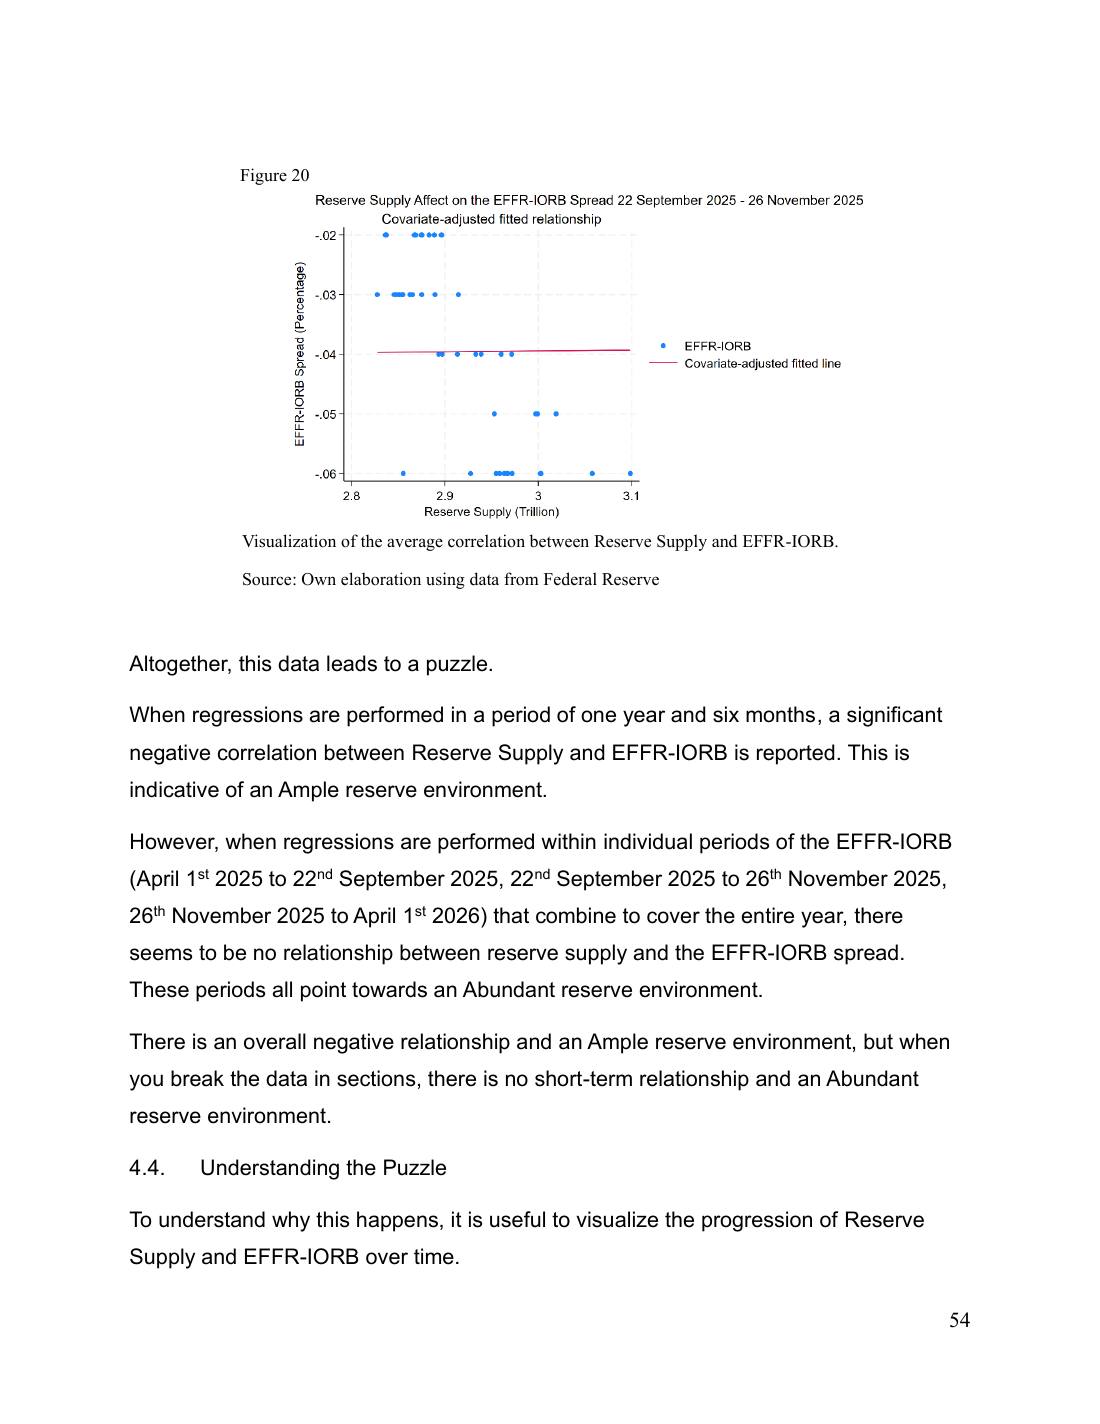 Figure 20
Reserve Supply Affect on the EFFR-IORB Spread 22 September 2025 - 26 November 2025
Covariate-adjusted fitted relationship
-.02
-.03
-.04
-.05
-.06
EFFR-IORB Spread (Percentage)
2.8 2.9 3 3.1
Reserve Supply (Trillion)
EFFR-IORB
Covariate-adjusted fitted line
Visualization of the average correlation between Reserve Supply and EFFR-IORB.
Source: Own elaboration using data from Federal Reserve
Altogether, this data leads to a puzzle.
When regressions are performed in a period of one year and six months, a significant
negative correlation between Reserve Supply and EFFR-IORB is reported. This is
indicative of an Ample reserve environment.
However, when regressions are performed within individual periods of the EFFR-IORB
(April 1st 2025 to 22nd September 2025, 22nd September 2025 to 26th November 2025,
26th November 2025 to April 1st 2026) that combine to cover the entire year, there
seems to be no relationship between reserve supply and the EFFR-IORB spread.
These periods all point towards an Abundant reserve environment.
There is an overall negative relationship and an Ample reserve environment, but when
you break the data in sections, there is no short-term relationship and an Abundant
reserve environment.
4.4. Understanding the Puzzle
To understand why this happens, it is useful to visualize the progression of Reserve
Supply and EFFR-IORB over time.
54